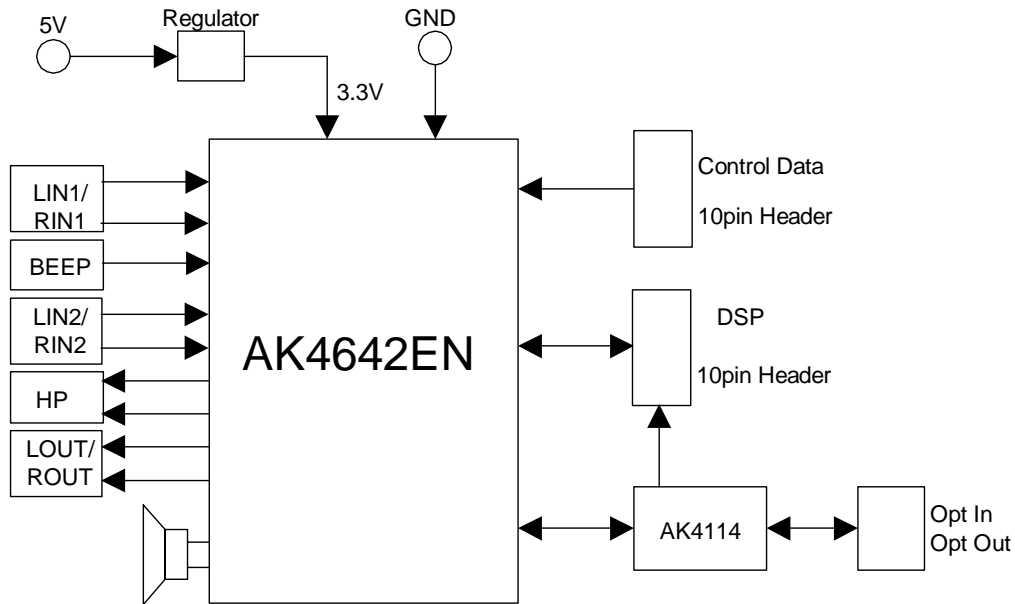 5V
Regulator
GND
3.3V
LIN1/
RIN1
BEEP
LIN2/
RIN2
HP
LOUT/
ROUT
AK4642EN
Control Data
10pin Header
DSP
10pin Header
AK4114
Opt In
Opt Out